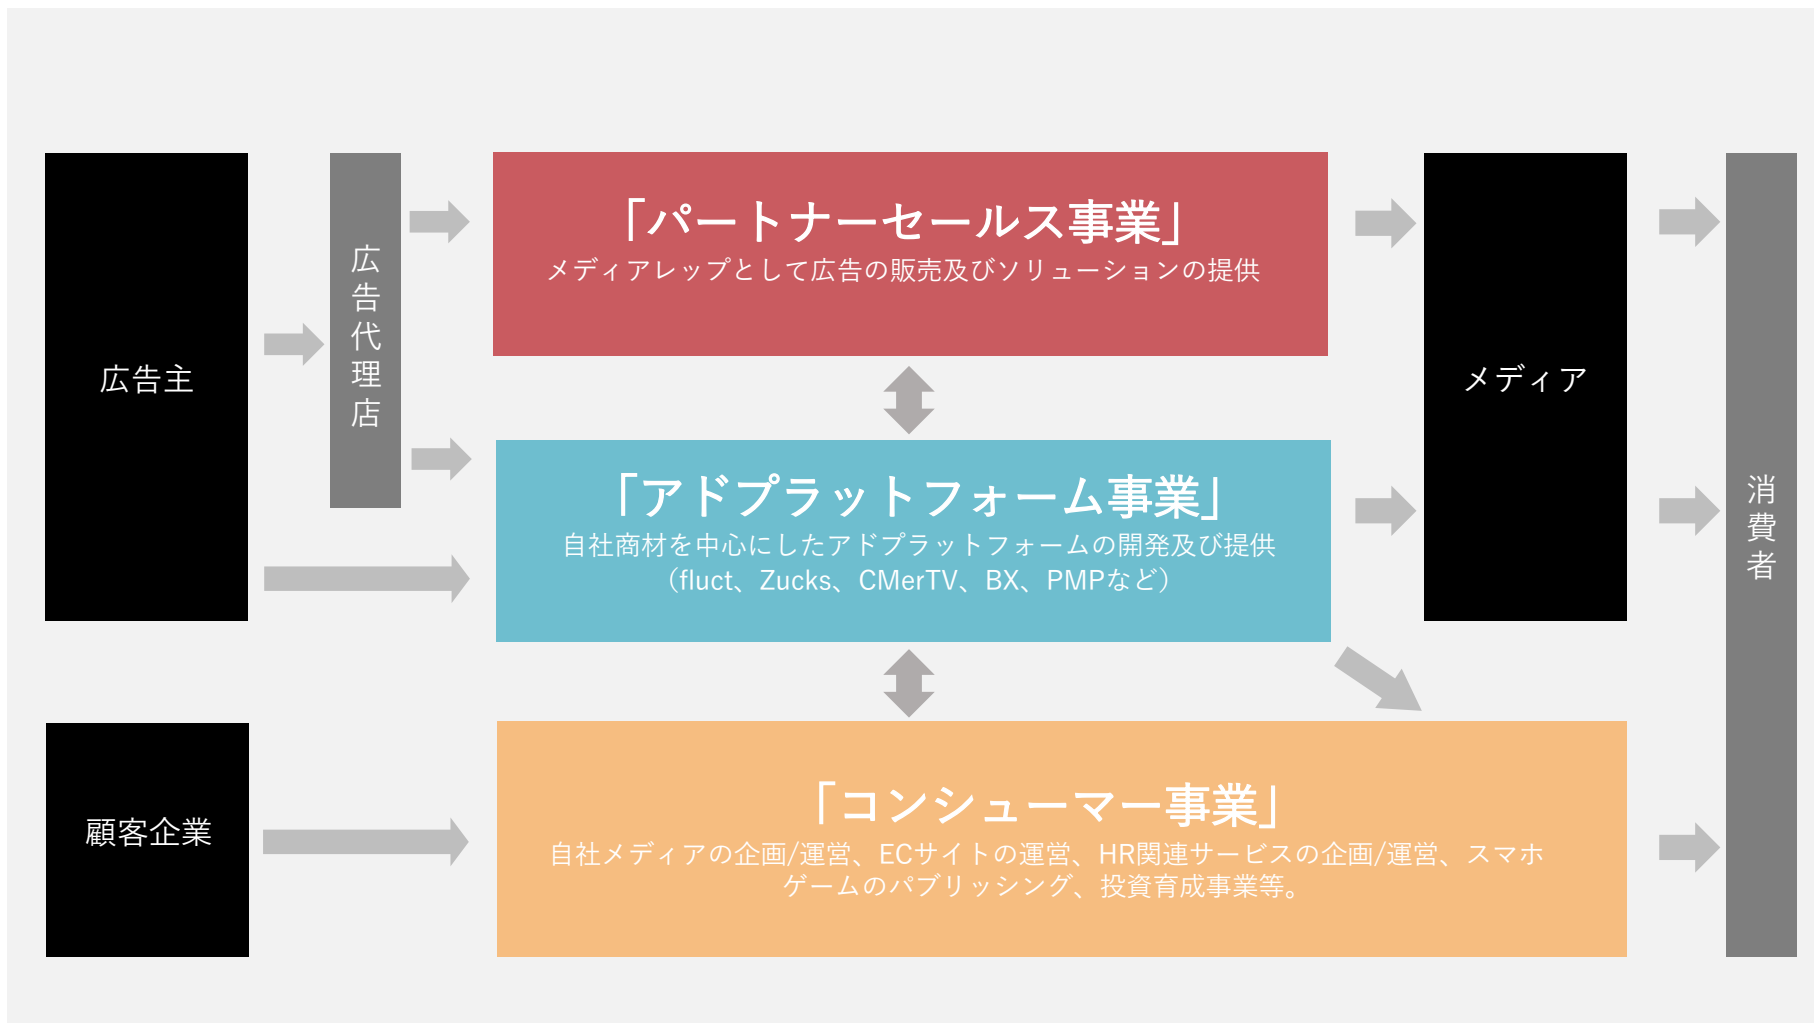 広告主
広告代理店
「パートナーセールス事業」
メディアレップとして広告の販売及びソリューションの提供
「アドプラットフォーム事業」
自社商材を中心にしたアドプラットフォームの開発及び提供
（fluct、Zucks、CMerTV、BX、PMPなど）
メディア
消費者
顧客企業
「コンシューマー事業」
自社メディアの企画/運営、ECサイトの運営、HR関連サービスの企画/運営、スマホ
ゲームのパブリッシング、投資育成事業等。